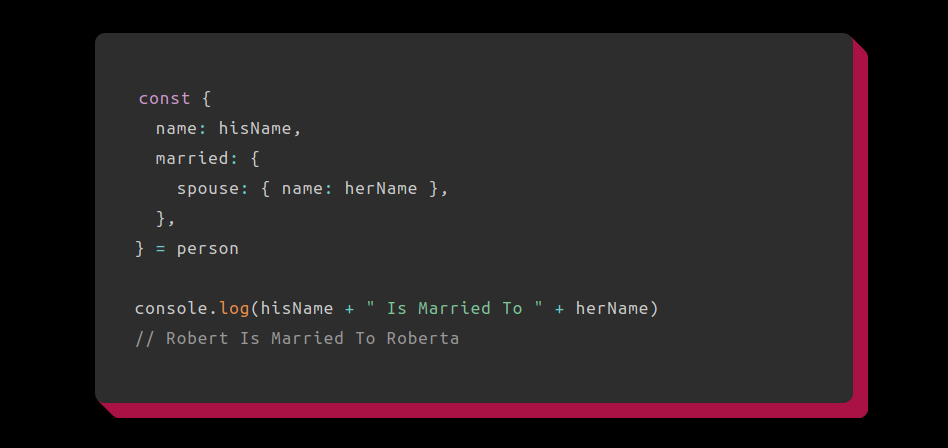 const {
  name: hisName,
  married: {
    spouse: { name: herName },
  },
} = person

console.log(hisName + " Is Married To " + herName)
// Robert Is Married To Roberta